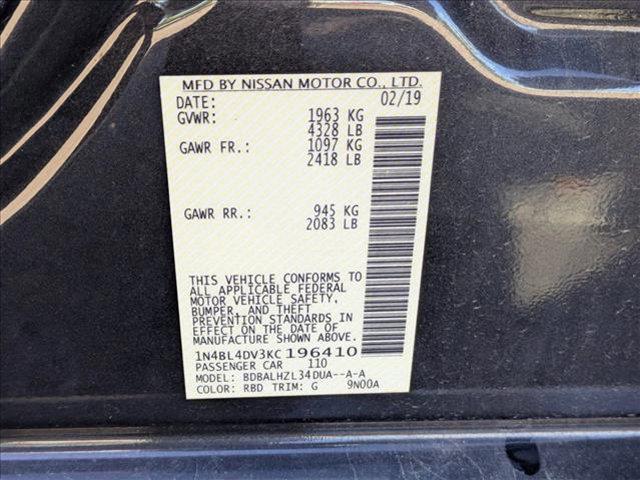 MFD BY NISSAN MOTOR CO., LTD.
DATE: 02/19
GVWR: 1963 KG
4328 LB
GAWR FR.: 1097 KG
2418 LB
GAWR RR.: 945 KG
2083 LB
THIS VEHICLE CONFORMS TO
ALL APPLICABLE FEDERAL
MOTOR VEHICLE SAFETY,
BUMPER, AND THEFT
PREVENTION STANDARDS
IN EFFECT ON THE DATE OF
MANUFACTURE SHOWN ABOVE.
1N4BL4DV3KC196410
PASSENGER CAR 110
MODEL: BDBALHZL34DUA--A-A
COLOR: RBD TRIM: G 9N00A